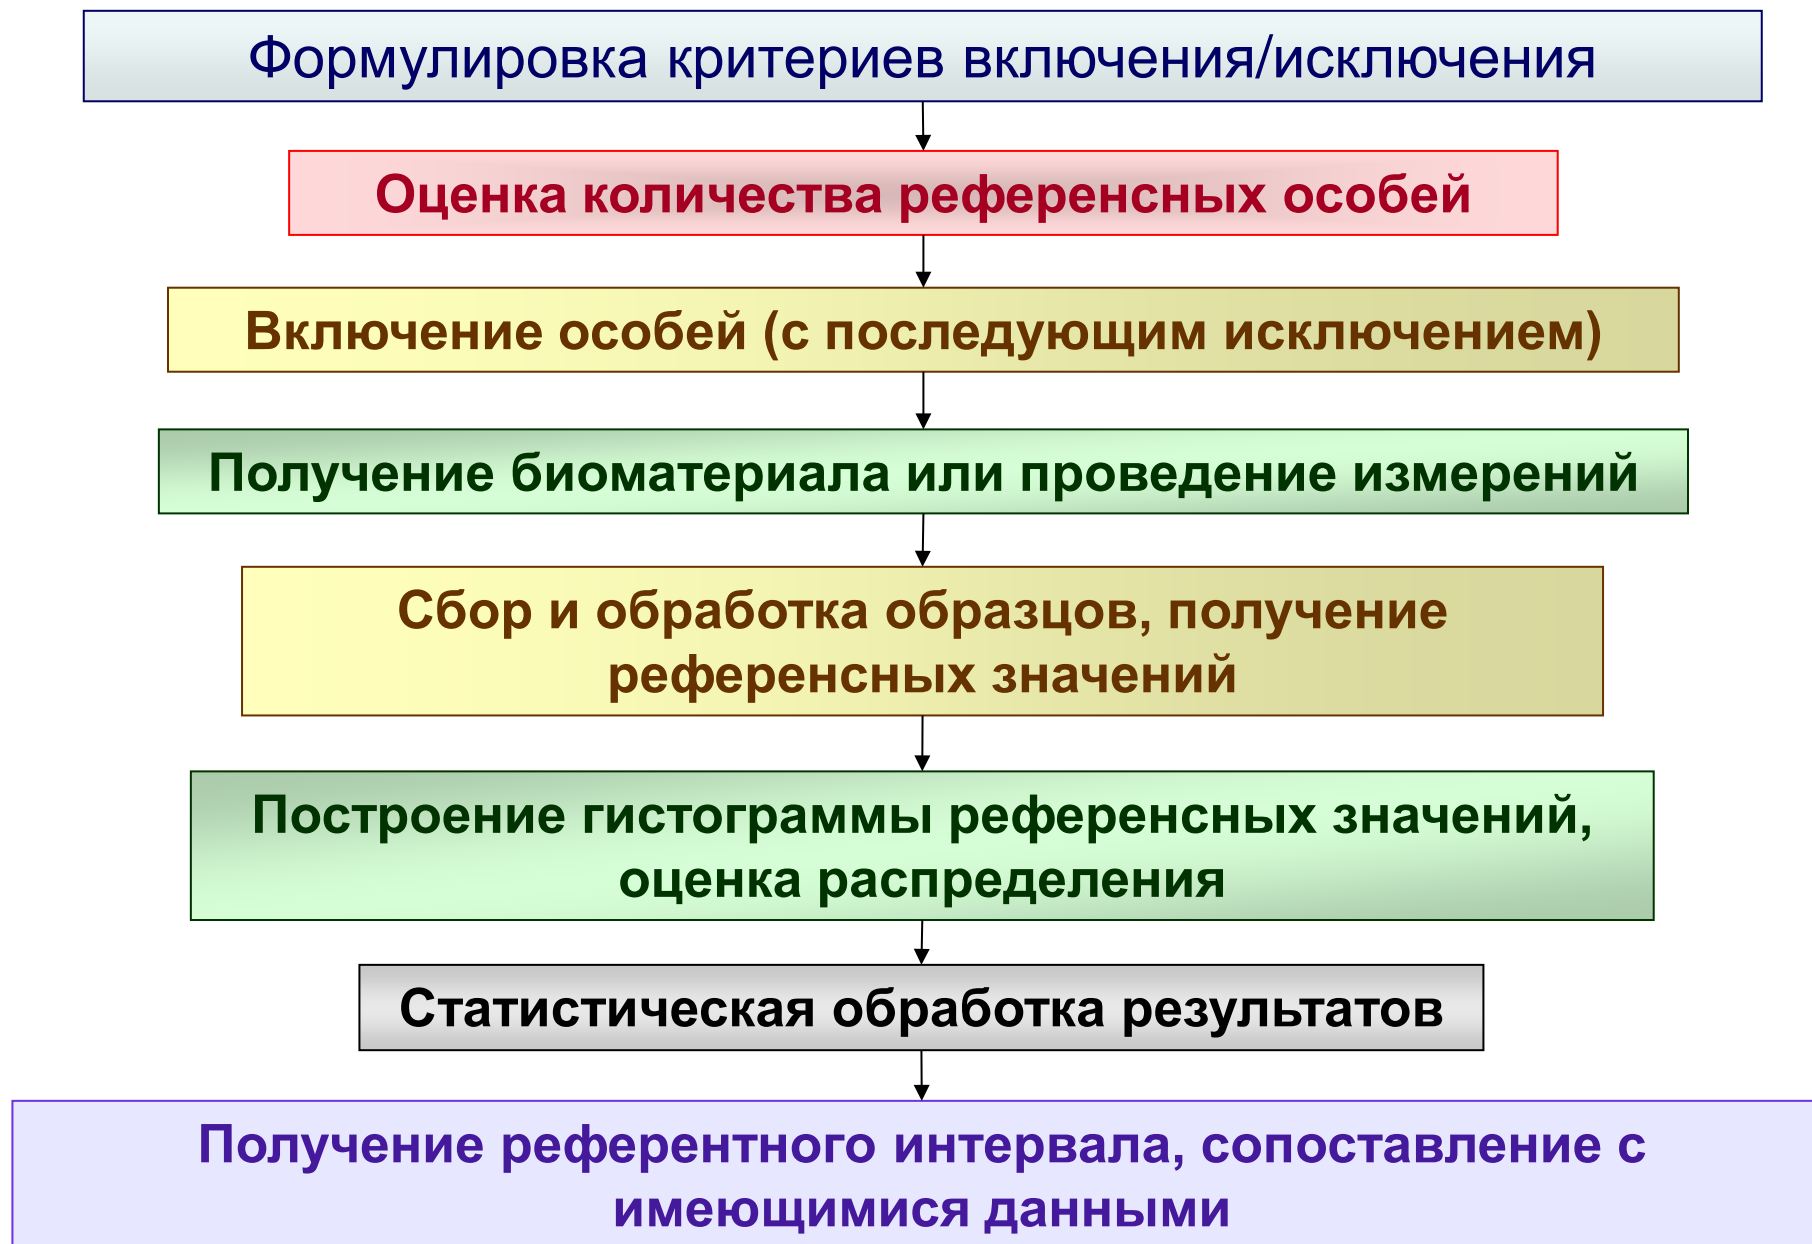 Формулировка критериев включения/исключения
Оценка количества референсных особей
Включение особей (с последующим исключением)
Получение биоматериала или проведение измерений
Сбор и обработка образцов, получение
референсных значений
Построение гистограммы референсных значений,
оценка распределения
Статистическая обработка результатов
Получение референтного интервала, сопоставление с
имеющимися данными